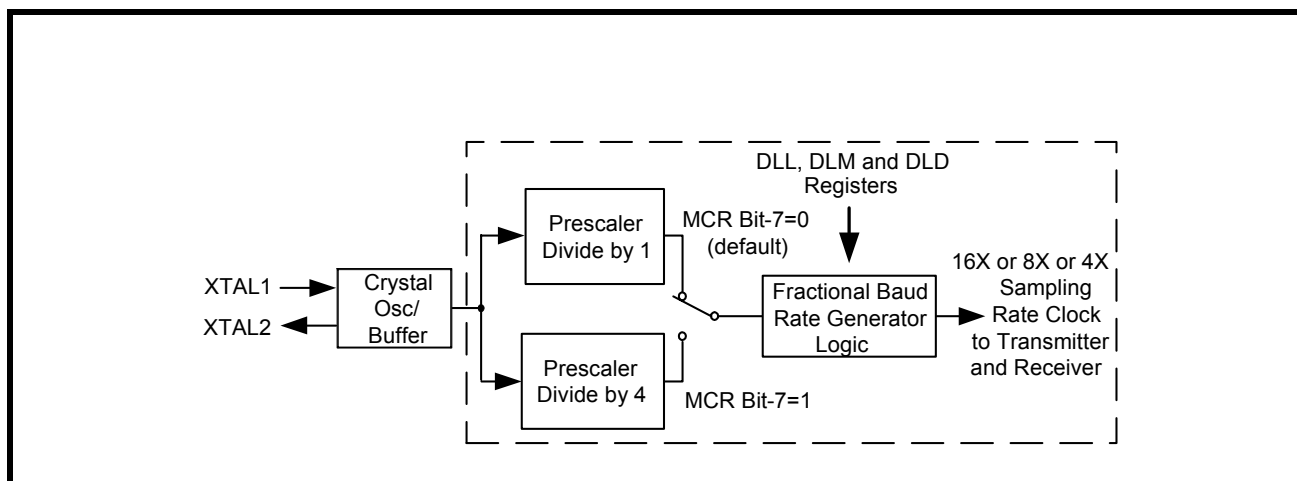 DLL, DLM and DLD
Registers
Prescaler
Divide by 1
MCR Bit-7=0
(default)
XTAL1
XTAL2
Crystal
Osc/
Buffer
Fractional Baud
Rate Generator
Logic
16X or 8X or 4X
Sampling
Rate Clock
to Transmitter
and Receiver
Prescaler
Divide by 4
MCR Bit-7=1